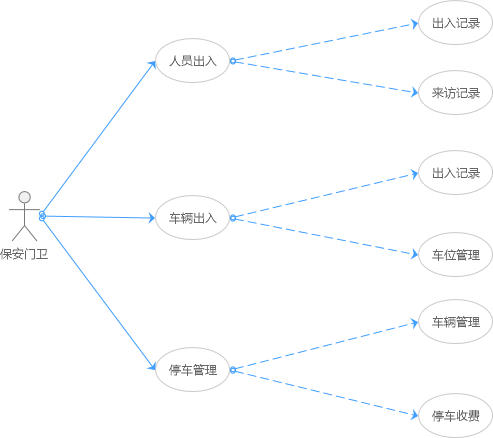 出入记录
人员出入
来访记录
出入记录
车辆出入
车位管理
保安门卫
车辆管理
停车管理
停车收费